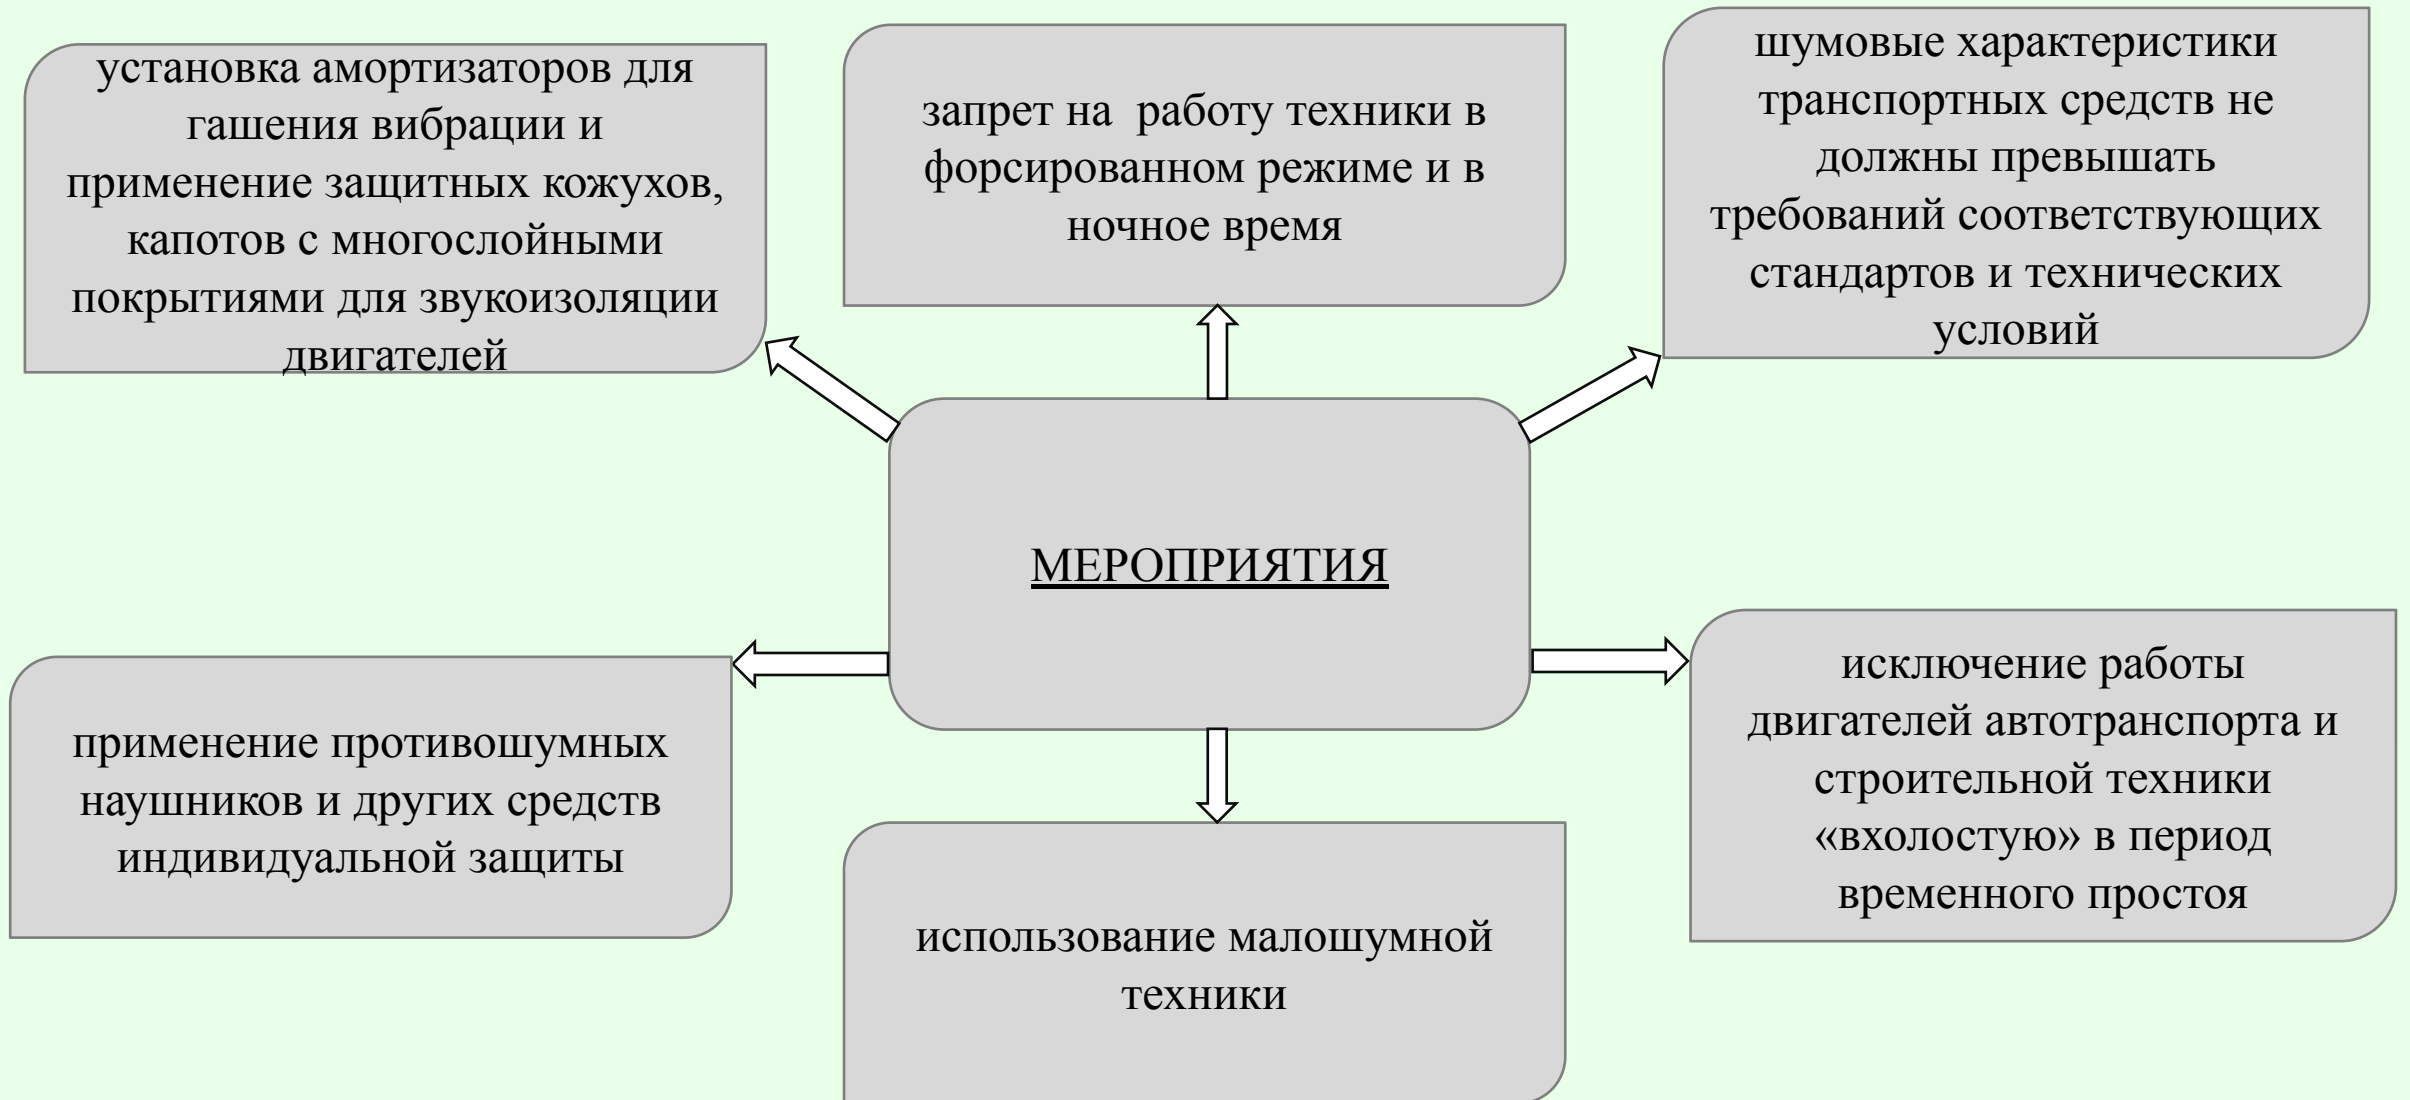 установка амортизаторов для
гашения вибрации и
применение защитных кожухов,
капотов с многослойными
покрытиями для звукоизоляции
двигателей
запрет на  работу техники в
форсированном режиме и в
ночное время
шумовые характеристики
транспортных средств не
должны превышать
требований соответствующих
стандартов и технических
условий
МЕРОПРИЯТИЯ
применение противошумных
наушников и других средств
индивидуальной защиты
использование малошумной
техники
исключение работы
двигателей автотранспорта и
строительной техники
«вхолостую» в период
временного простоя